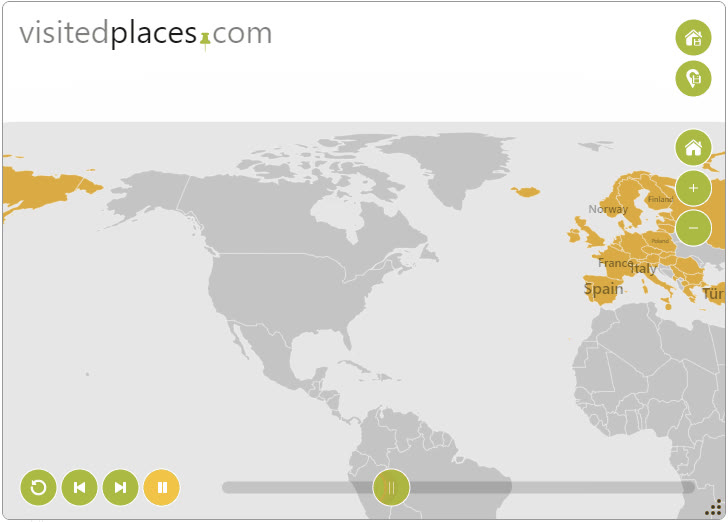 visitedplaces.com
Norway
Finland
Poland
France
Italy
Spain
Tür
+
−